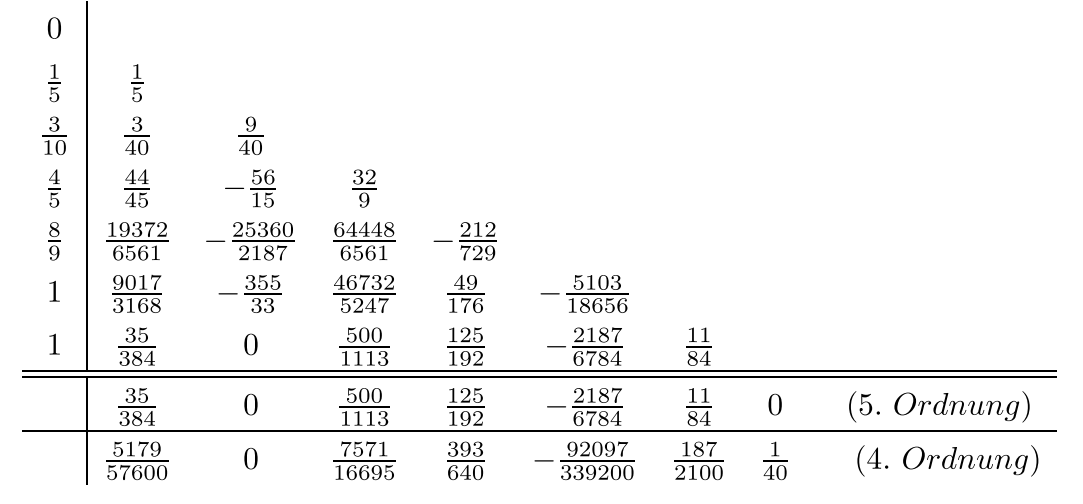 0
1/5 1/5
3/10 3/40 9/40
4/5 44/45 −56/15 32/9
8/9 19372/6561 −25360/2187 64448/6561 −212/729
1 9017/3168 −355/33 46732/5247 49/176 −5103/18656
1 35/384 0 500/1113 125/192 −2187/6784 11/84
35/384 0 500/1113 125/192 −2187/6784 11/84 0 (5. Ordnung)
5179/57600 0 7571/16695 393/640 −92097/339200 187/2100 1/40 (4. Ordnung)